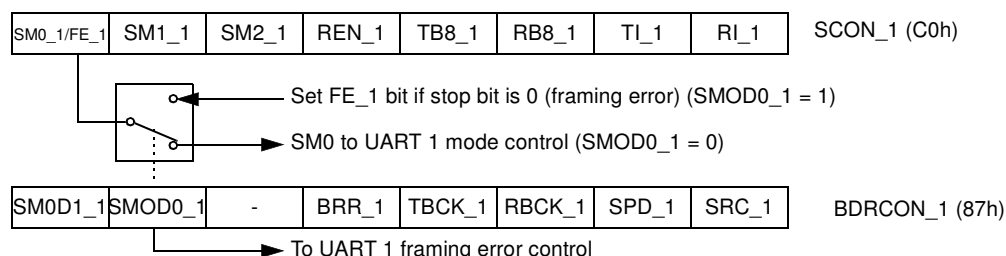 SM0_1/FE_1 SM1_1 SM2_1 REN_1 TB8_1 RB8_1 TI_1 RI_1 SCON_1 (C0h)
Set FE_1 bit if stop bit is 0 (framing error) (SMOD0_1 = 1)
SM0 to UART 1 mode control (SMOD0_1 = 0)
SM0D1_1 SMOD0_1 - BRR_1 TBCK_1 RBCK_1 SPD_1 SRC_1 BDRCON_1 (87h)
To UART 1 framing error control